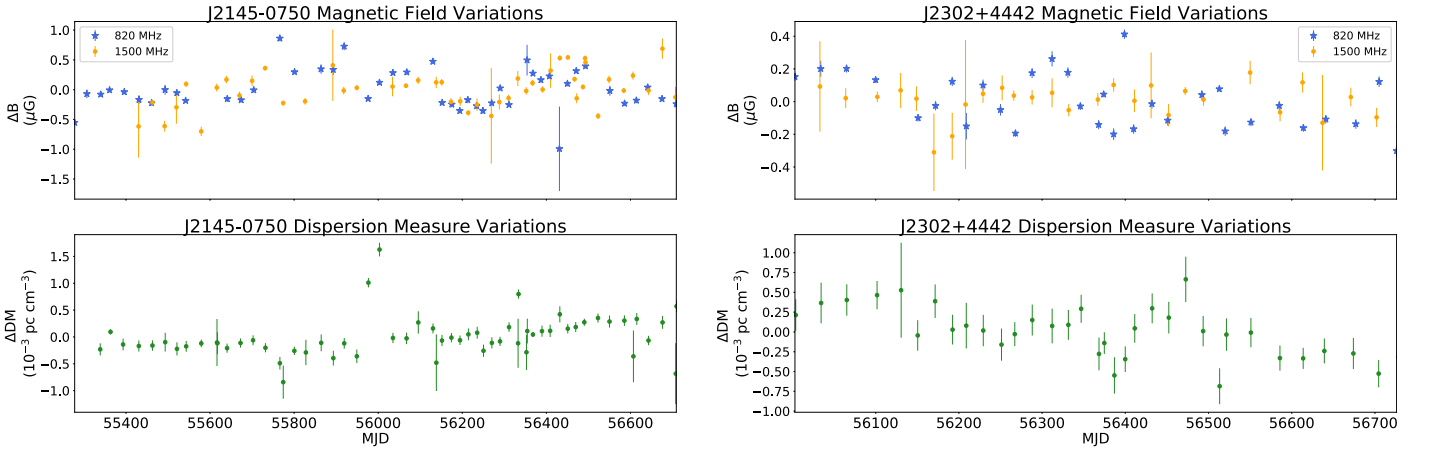 J2145-0750 Magnetic Field Variations
820 MHz
1500 MHz
1.0
0.5
0.0
−0.5
−1.0
−1.5
ΔB
(μG)
J2145-0750 Dispersion Measure Variations
1.5
1.0
0.5
0.0
−0.5
−1.0
ΔDM
(10⁻³ pc cm⁻³)
55400 55600 55800 56000 56200 56400 56600
MJD
J2302+4442 Magnetic Field Variations
820 MHz
1500 MHz
0.4
0.2
0.0
−0.2
−0.4
ΔB
(μG)
J2302+4442 Dispersion Measure Variations
1.00
0.75
0.50
0.25
0.00
−0.25
−0.50
−0.75
−1.00
ΔDM
(10⁻³ pc cm⁻³)
56100 56200 56300 56400 56500 56600 56700
MJD